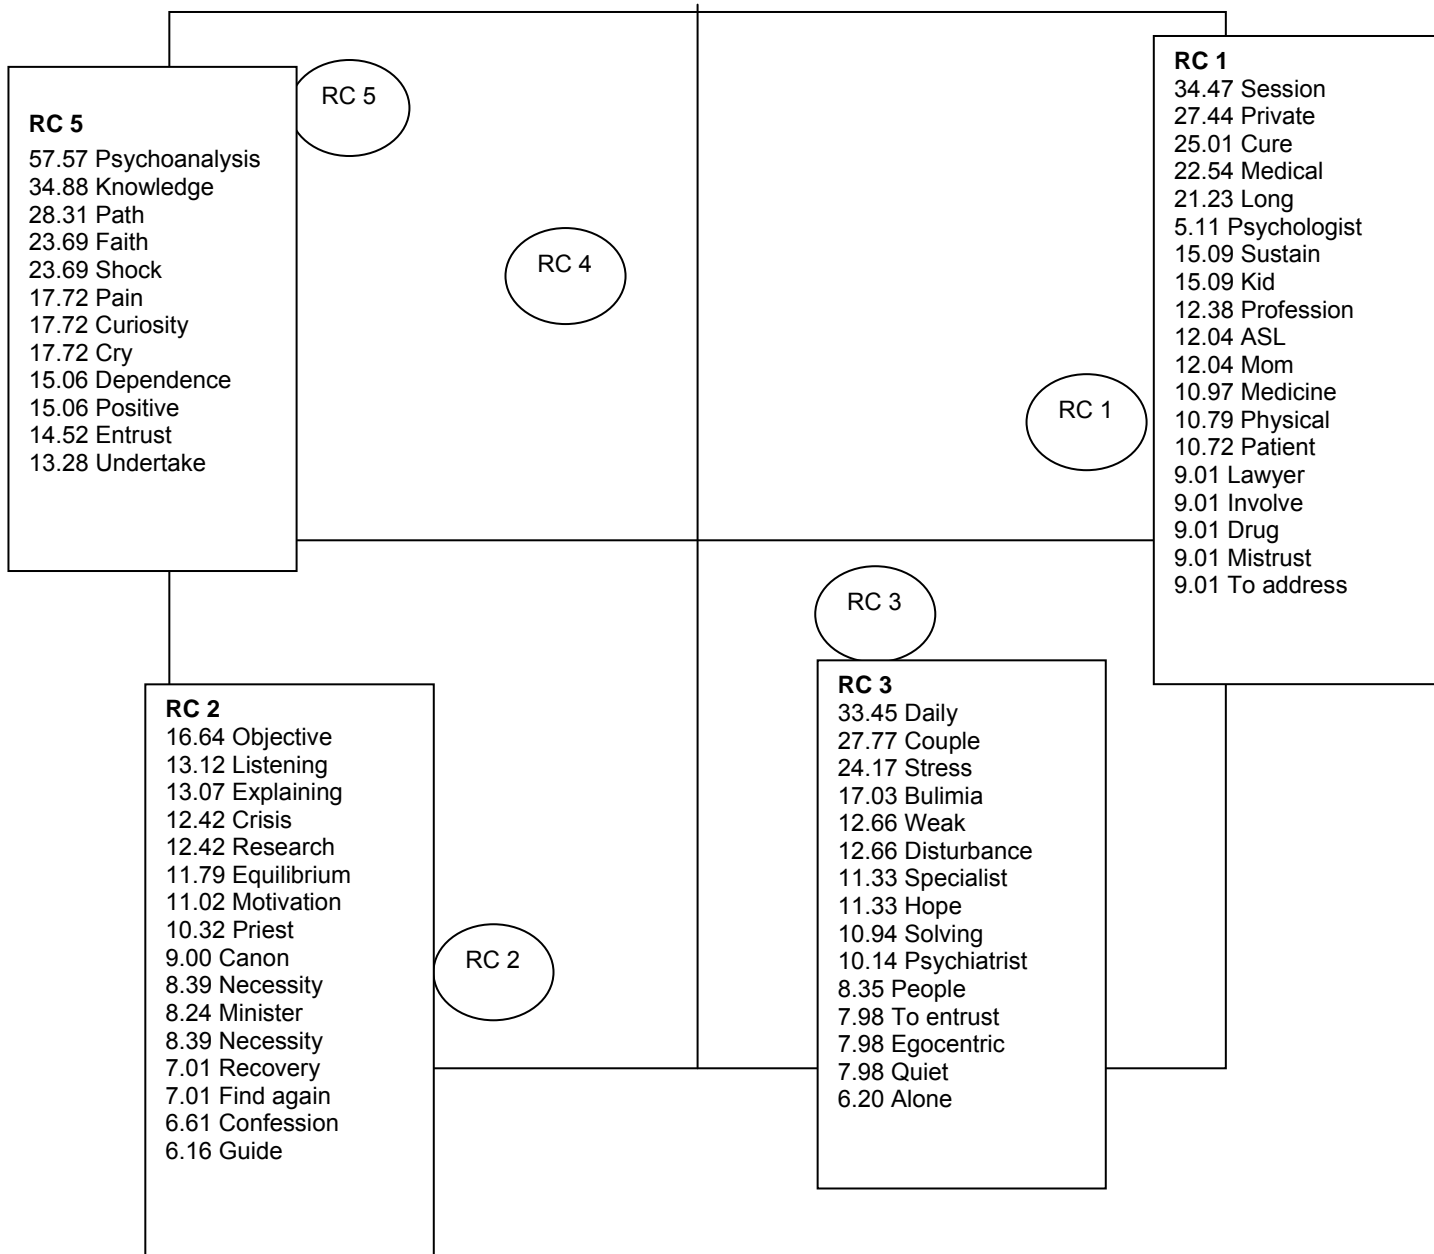 RC 5
57.57 Psychoanalysis
34.88 Knowledge
28.31 Path
23.69 Faith
23.69 Shock
17.72 Pain
17.72 Curiosity
17.72 Cry
15.06 Dependence
15.06 Positive
14.52 Entrust
13.28 Undertake
RC 5
RC 4
RC 1
RC 1
34.47 Session
27.44 Private
25.01 Cure
22.54 Medical
21.23 Long
5.11 Psychologist
15.09 Sustain
15.09 Kid
12.38 Profession
12.04 ASL
12.04 Mom
10.97 Medicine
10.79 Physical
10.72 Patient
9.01 Lawyer
9.01 Involve
9.01 Drug
9.01 Mistrust
9.01 To address
RC 2
16.64 Objective
13.12 Listening
13.07 Explaining
12.42 Crisis
12.42 Research
11.79 Equilibrium
11.02 Motivation
10.32 Priest
9.00 Canon
8.39 Necessity
8.24 Minister
8.39 Necessity
7.01 Recovery
7.01 Find again
6.61 Confession
6.16 Guide
RC 2
RC 3
RC 3
33.45 Daily
27.77 Couple
24.17 Stress
17.03 Bulimia
12.66 Weak
12.66 Disturbance
11.33 Specialist
11.33 Hope
10.94 Solving
10.14 Psychiatrist
8.35 People
7.98 To entrust
7.98 Egocentric
7.98 Quiet
6.20 Alone